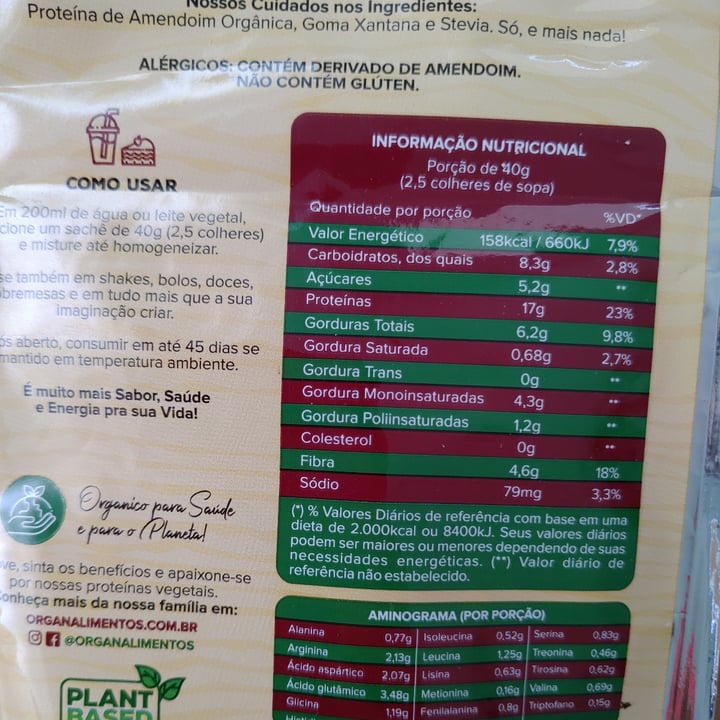 Nossos Cuidados nos Ingredientes:
Proteína de Amendoim Orgânica, Goma Xantana e Stevia. Só, e mais nada!
ALÉRGICOS: CONTÉM DERIVADO DE AMENDOIM.
NÃO CONTÉM GLÚTEN.
COMO USAR
Em 200ml de água ou leite vegetal,
cione um sachê de 40g (2,5 colheres)
e misture até homogeneizar.
se também em shakes, bolos, doces,
obremesas e em tudo mais que a sua
imaginação criar.
ós aberto, consumir em até 45 dias se
mantido em temperatura ambiente.
É muito mais Sabor, Saúde
e Energia pra sua Vida!
Organico para Saúde
e para o Planeta!
ve, sinta os benefícios e apaixone-se
por nossas proteínas vegetais.
Conheça mais da nossa família em:
ORGANALIMENTOS.COM.BR
@ORGANALIMENTOS
PLANT
BASED
INFORMAÇÃO NUTRICIONAL
Porção de 40g
(2,5 colheres de sopa)
Quantidade por porção %VD*
Valor Energético 158kcal / 660kJ 7,9%
Carboidratos, dos quais 8,3g 2,8%
Açúcares 5,2g **
Proteínas 17g 23%
Gorduras Totais 6,2g 9,8%
Gordura Saturada 0,68g 2,7%
Gordura Trans 0g **
Gordura Monoinsaturadas 4,3g **
Gordura Poliinsaturadas 1,2g **
Colesterol 0g **
Fibra 4,6g 18%
Sódio 79mg 3,3%
(*) % Valores Diários de referência com base em uma
dieta de 2.000kcal ou 8400kJ. Seus valores diários
podem ser maiores ou menores dependendo de suas
necessidades energéticas. (**) Valor diário de
referência não estabelecido.
AMINOGRAMA (POR PORÇÃO)
Alanina 0,77g Isoleucina 0,52g Serina 0,83g
Arginina 2,13g Leucina 1,25g Treonina 0,46g
Ácido aspártico 2,07g Lisina 0,63g Tirosina 0,62g
Ácido glutâmico 3,48g Metionina 0,16g Valina 0,69g
Glicina 1,19g Fenilalanina 0,8g Triptofano 0,15g